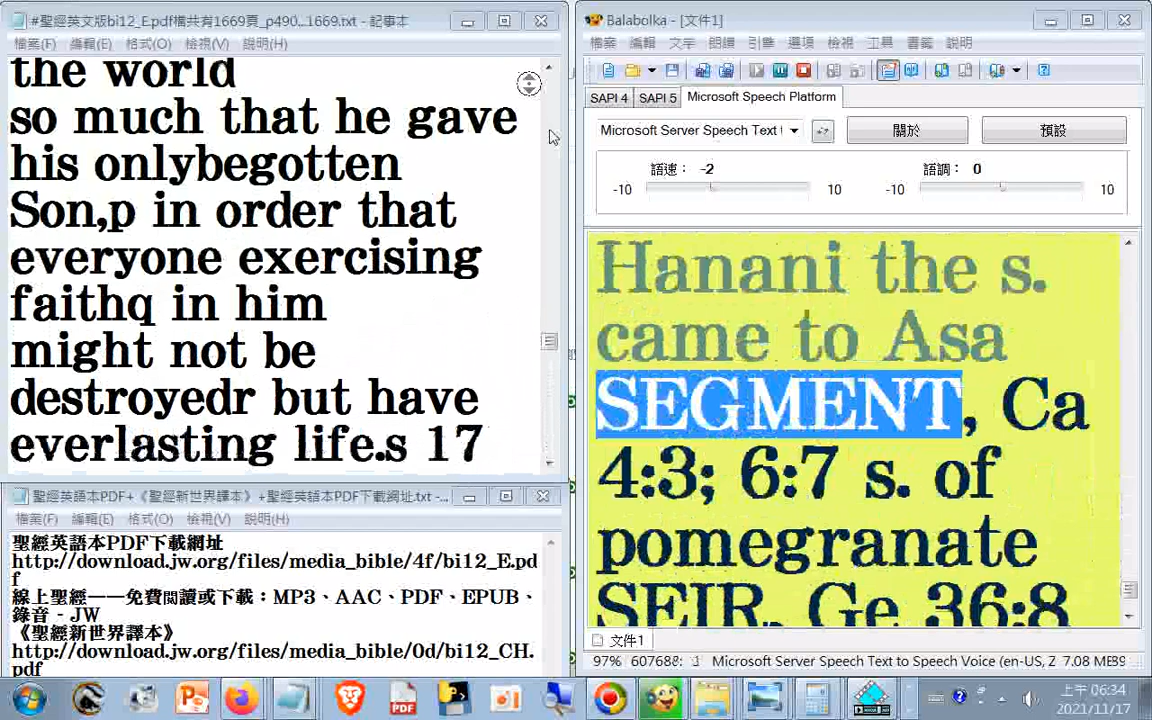 #聖經英文版bi12_E.pdf橫共有1669頁_p490..._1669.txt - 記事本
檔案(F) 編輯(E) 格式(O) 檢視(V) 說明(H)
the world
so much that he gave
his onlybegotten
Son,p in order that
everyone exercising
faithq in him
might not be
destroyedr but have
everlasting life.s 17
聖經英語本PDF+《聖經新世界譯本》+聖經英語本PDF下載網址.txt -...
檔案(F) 編輯(E) 格式(O) 檢視(V) 說明(H)
聖經英語本PDF下載網址
http://download.jw.org/files/media_bible/4f/bi12_E.pd
f
線上聖經——免費閱讀或下載：MP3、AAC、PDF、EPUB、
錄音 - JW
《聖經新世界譯本》
http://download.jw.org/files/media_bible/0d/bi12_CH.
pdf
Balabolka - [文件1]
檔案 編輯 文字 朗讀 引擎 選項 檢視 工具 書籤 說明
SAPI 4 SAPI 5 Microsoft Speech Platform
Microsoft Server Speech Text 關於 預設
語速： -2 語調： 0
-10 10 -10 10
Hanani the s.
came to Asa
SEGMENT, Ca
4:3; 6:7 s. of
pomegranate
SEIR, Ge 36:8
文件1
97% 607688: 1 Microsoft Server Speech Text to Speech Voice (en-US, Z 7.08 MB
PDF
上午 06:34
2021/11/17